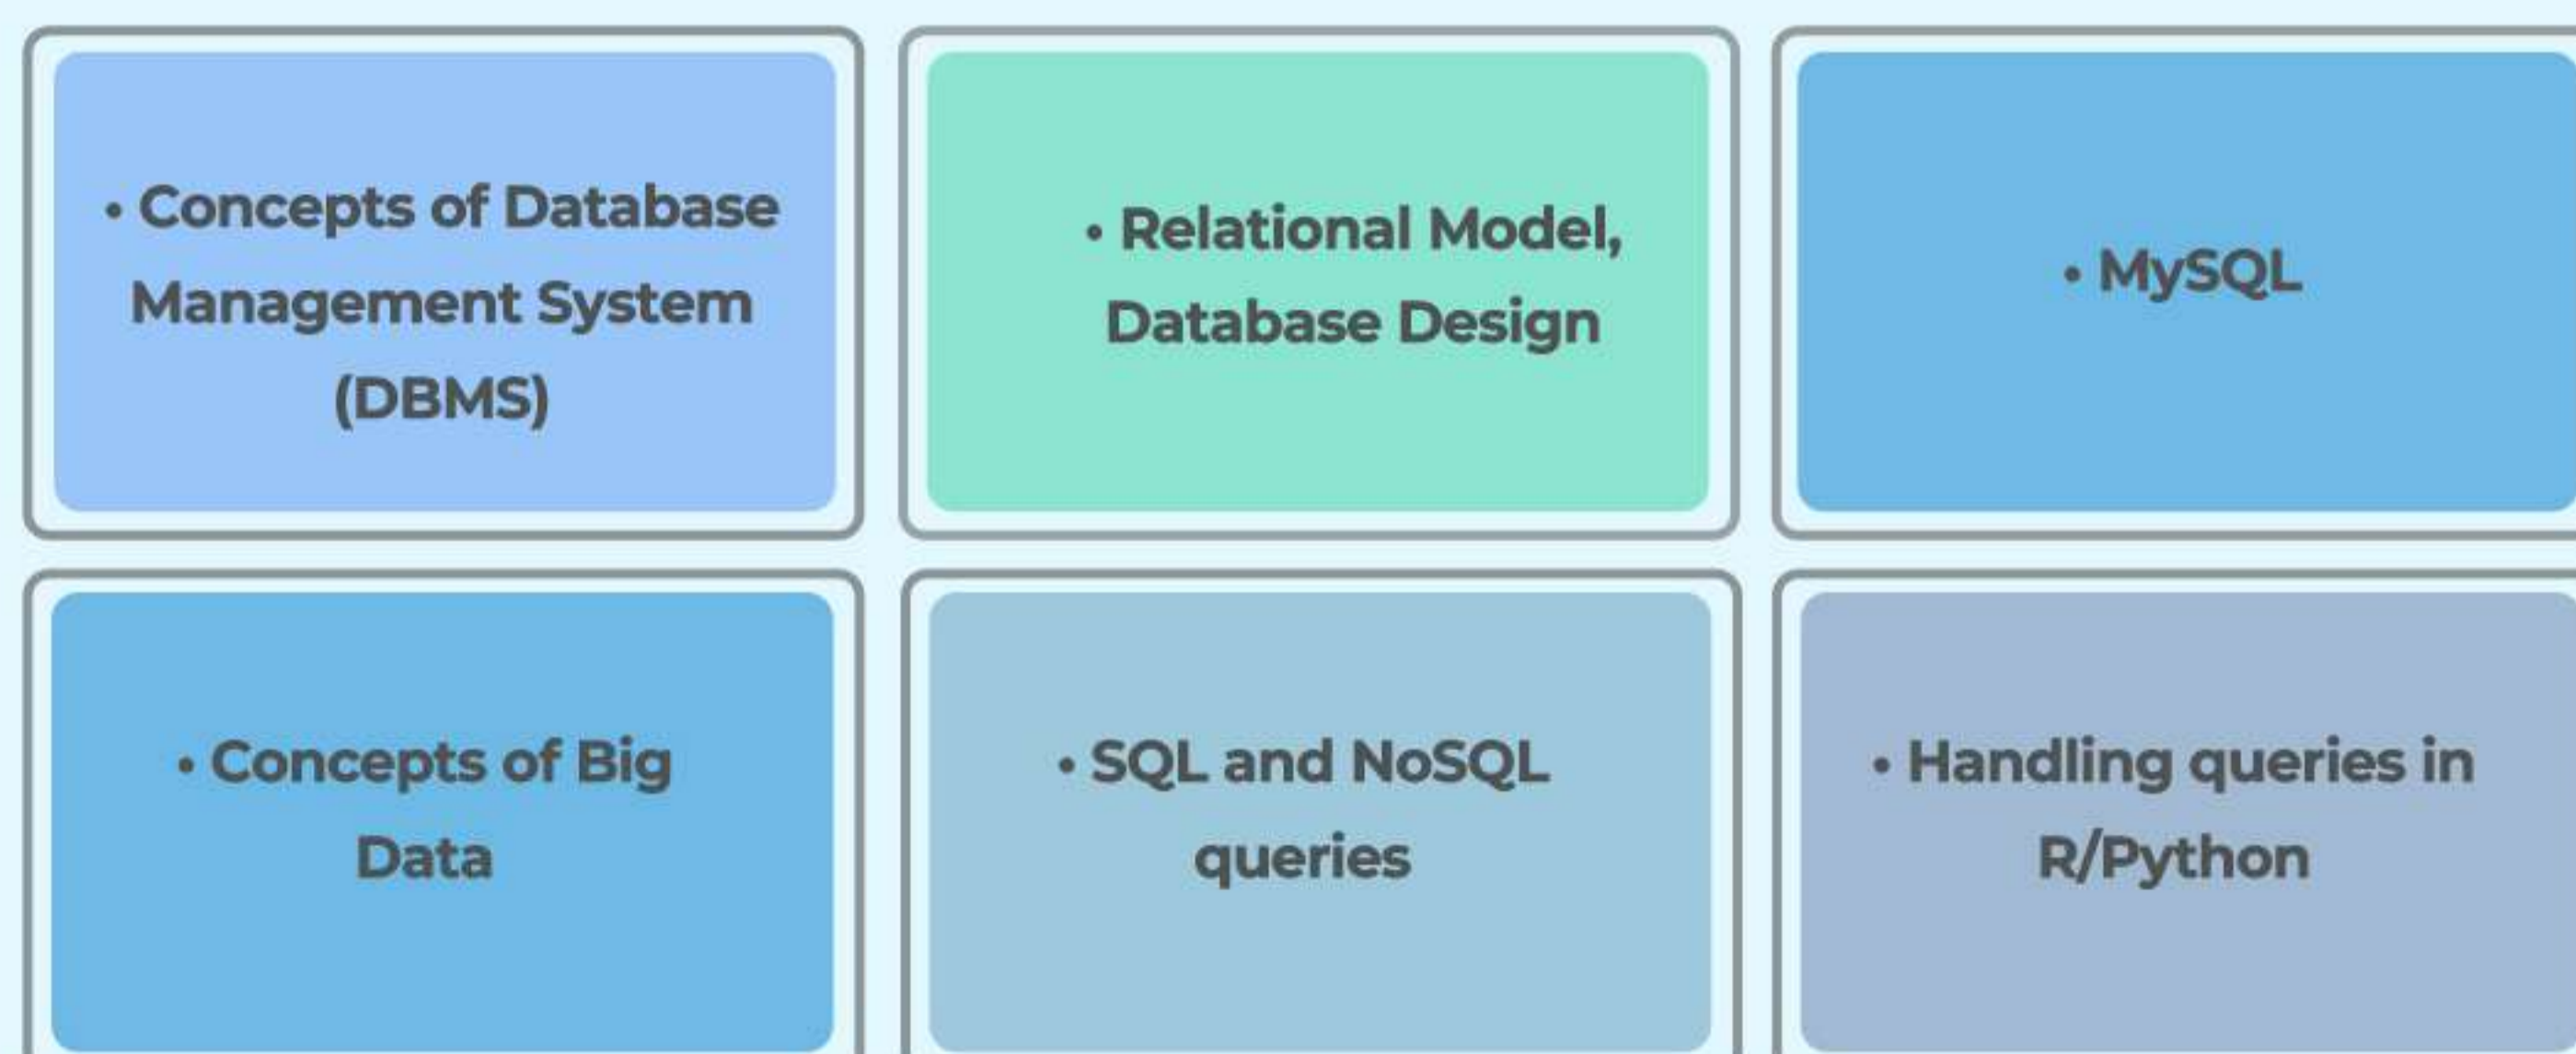 • Concepts of Database
Management System
(DBMS)
• Relational Model,
Database Design
• MySQL
• Concepts of Big
Data
• SQL and NoSQL
queries
• Handling queries in
R/Python